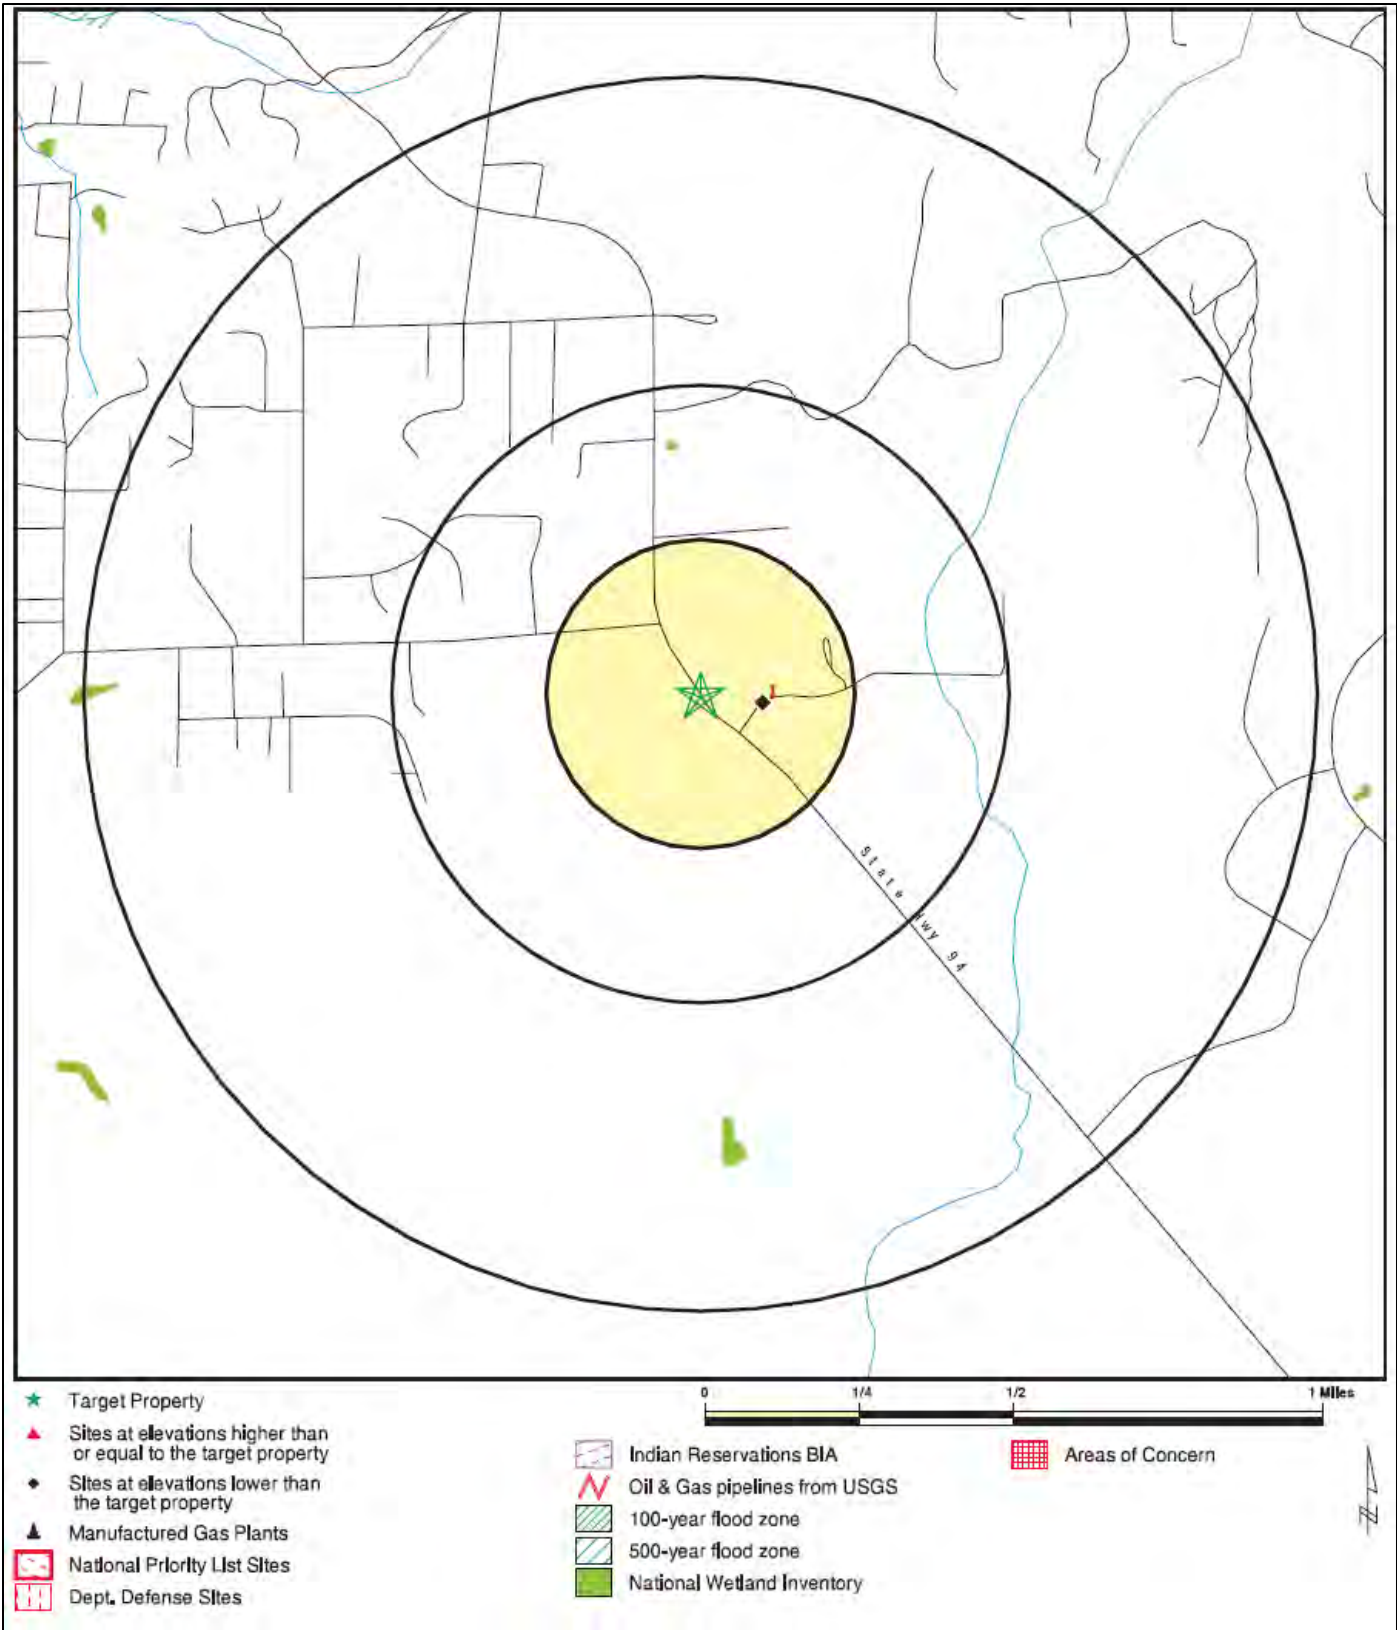 1
State Hwy 94
0 1/4 1/2 1 Miles
Target Property
Sites at elevations higher than
or equal to the target property
Sites at elevations lower than
the target property
Manufactured Gas Plants
National Priority List Sites
Dept. Defense Sites
Indian Reservations BIA
Oil & Gas pipelines from USGS
100-year flood zone
500-year flood zone
National Wetland Inventory
Areas of Concern